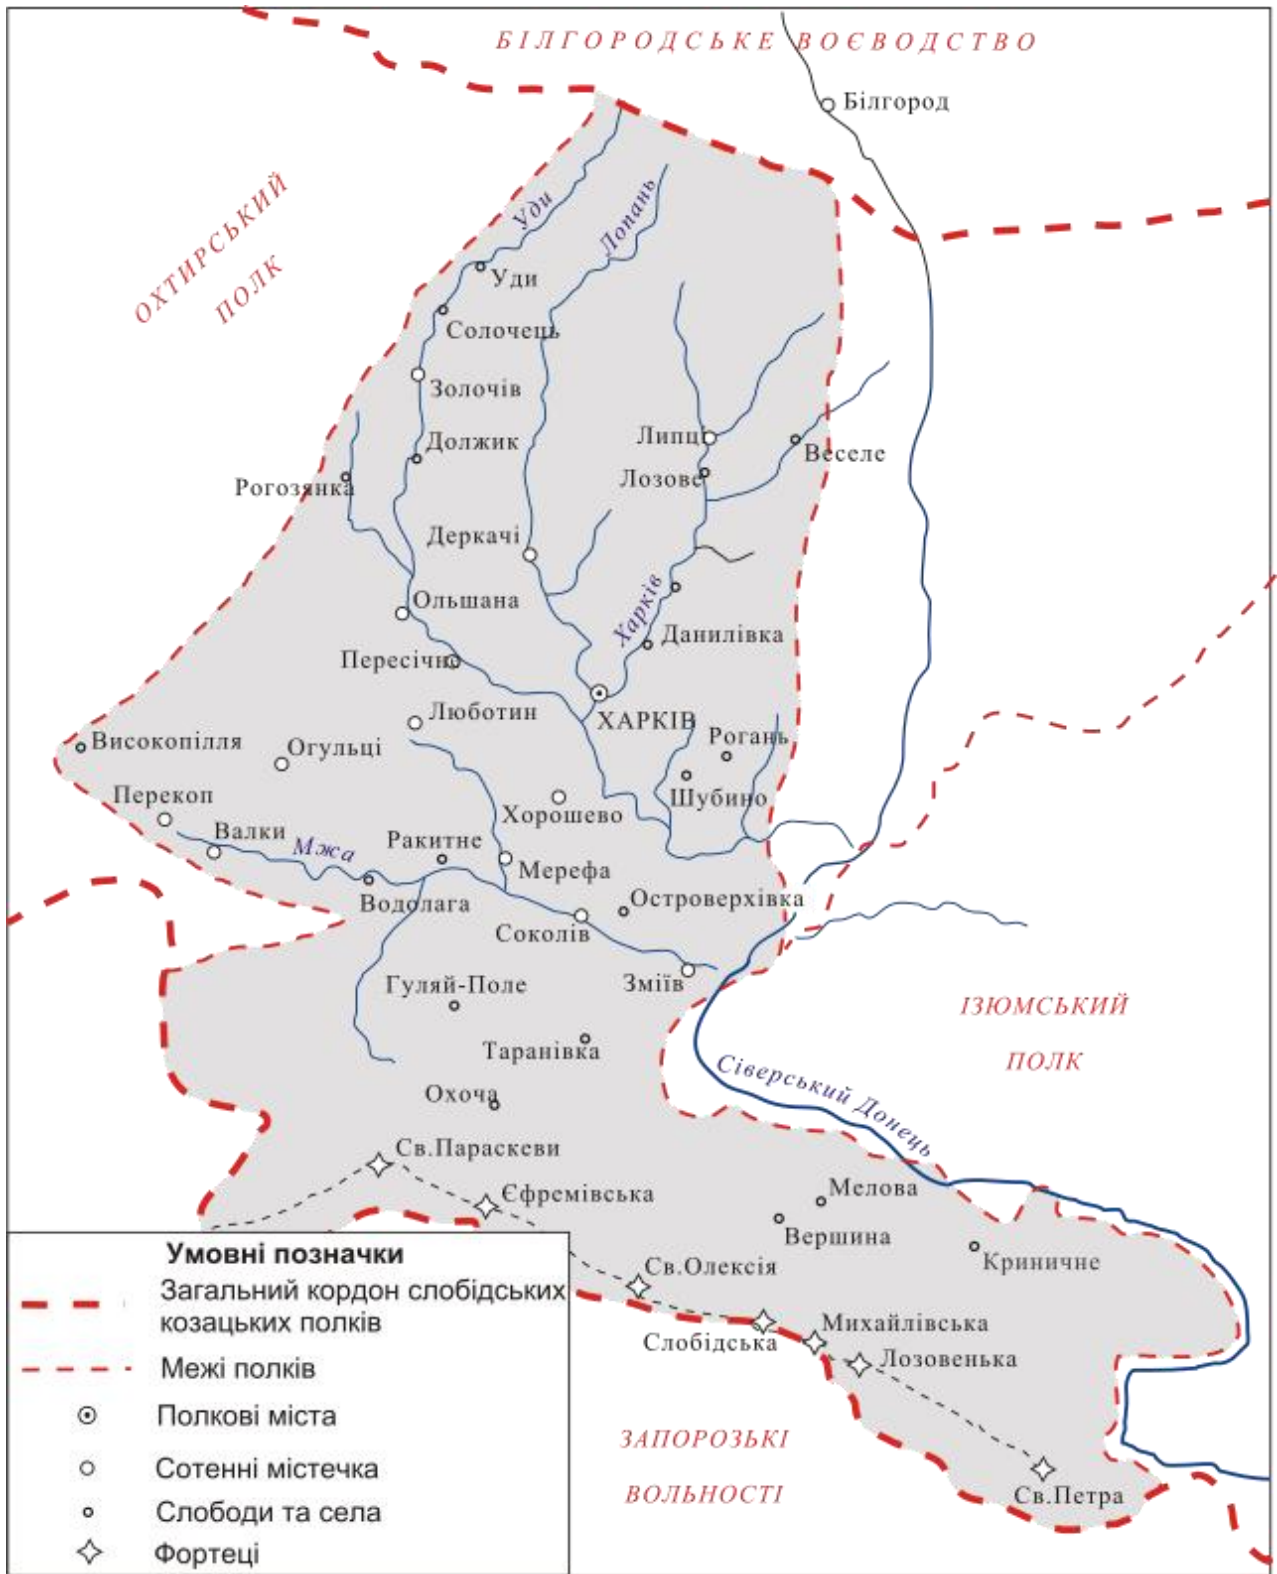 БІЛГОРОДСЬКЕ ВОЄВОДСТВО
Білгород
ОХТИРСЬКИЙ
ПОЛК
Уди
Лопань
Уди
Солочець
Золочів
Должик
Рогозянка
Липці
Лозове
Веселе
Деркачі
Ольшана
Харків
Данилівка
Пересічне
ХАРКІВ
Люботин
Рогань
Високопілля
Огульці
Шубино
Перекоп
Хорошево
Валки
Мжа
Ракитне
Мерефа
Водолага
Островерхівка
Соколів
Зміїв
Гуляй-Поле
ІЗЮМСЬКИЙ
ПОЛК
Таранівка
Сіверський Донець
Охоча
Св.Параскеви
Єфремівська
Мелова
Вершина
Криничне
Св.Олексія
Слобідська
Михайлівська
Лозовенька
ЗАПОРОЗЬКІ
ВОЛЬНОСТІ
Св.Петра
Умовні позначки
Загальний кордон слобідських
козацьких полків
Межі полків
Полкові міста
Сотенні містечка
Слободи та села
Фортеці